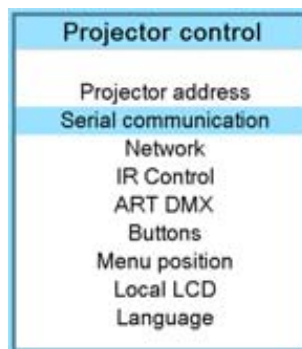 Projector control
Projector address
Serial communication
Network
IR Control
ART DMX
Buttons
Menu position
Local LCD
Language